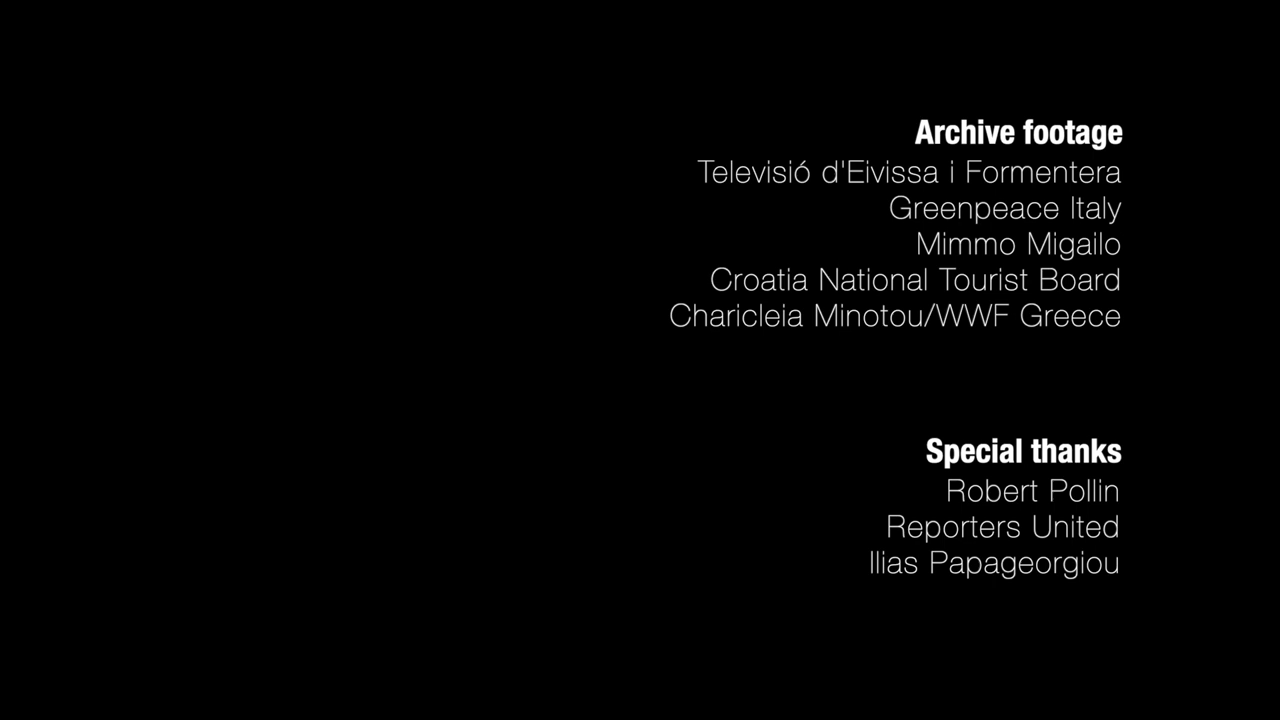 Archive footage
Televisió d'Eivissa i Formentera
Greenpeace Italy
Mimmo Migailo
Croatia National Tourist Board
Charicleia Minotou/WWF Greece
Special thanks
Robert Pollin
Reporters United
Ilias Papageorgiou